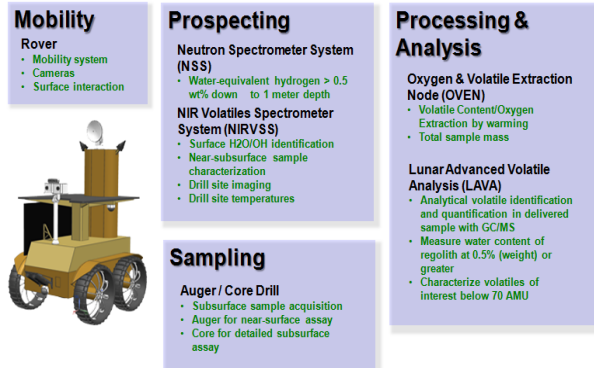 Mobility
Rover
• Mobility system
• Cameras
• Surface interaction
Prospecting
Neutron Spectrometer System
(NSS)
• Water-equivalent hydrogen > 0.5
wt% down to 1 meter depth
NIR Volatiles Spectrometer
System (NIRVSS)
• Surface H2O/OH identification
• Near-subsurface sample
characterization
• Drill site imaging
• Drill site temperatures
Sampling
Auger / Core Drill
• Subsurface sample acquisition
• Auger for near-surface assay
• Core for detailed subsurface
assay
Processing &
Analysis
Oxygen & Volatile Extraction
Node (OVEN)
• Volatile Content/Oxygen
Extraction by warming
• Total sample mass
Lunar Advanced Volatile
Analysis (LAVA)
• Analytical volatile identification
and quantification in delivered
sample with GC/MS
• Measure water content of
regolith at 0.5% (weight) or
greater
• Characterize volatiles of
interest below 70 AMU